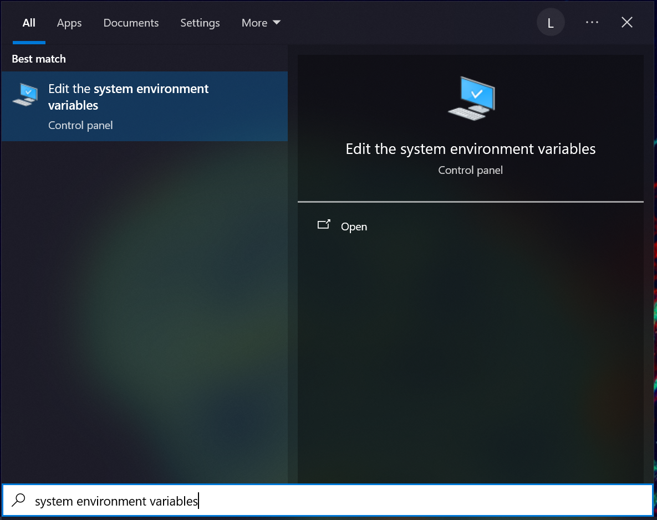 All Apps Documents Settings More L ...
Best match
Edit the system environment
variables
Control panel
Edit the system environment variables
Control panel
Open
system environment variables